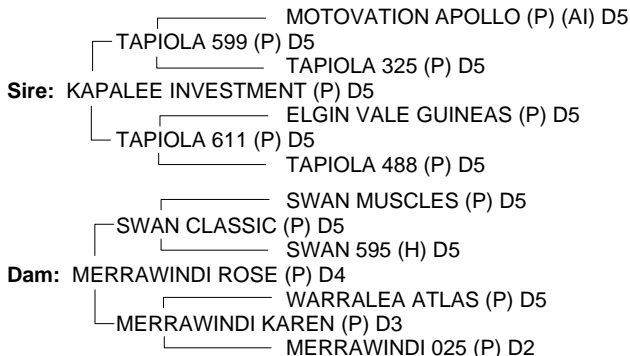 MOTOVATION APOLLO (P) (AI) D5
TAPIOLA 599 (P) D5
TAPIOLA 325 (P) D5
Sire: KAPALEE INVESTMENT (P) D5
ELGIN VALE GUINEAS (P) D5
TAPIOLA 611 (P) D5
TAPIOLA 488 (P) D5
SWAN MUSCLES (P) D5
SWAN CLASSIC (P) D5
SWAN 595 (H) D5
Dam: MERRAWINDI ROSE (P) D4
WARRALEA ATLAS (P) D5
MERRAWINDI KAREN (P) D3
MERRAWINDI 025 (P) D2